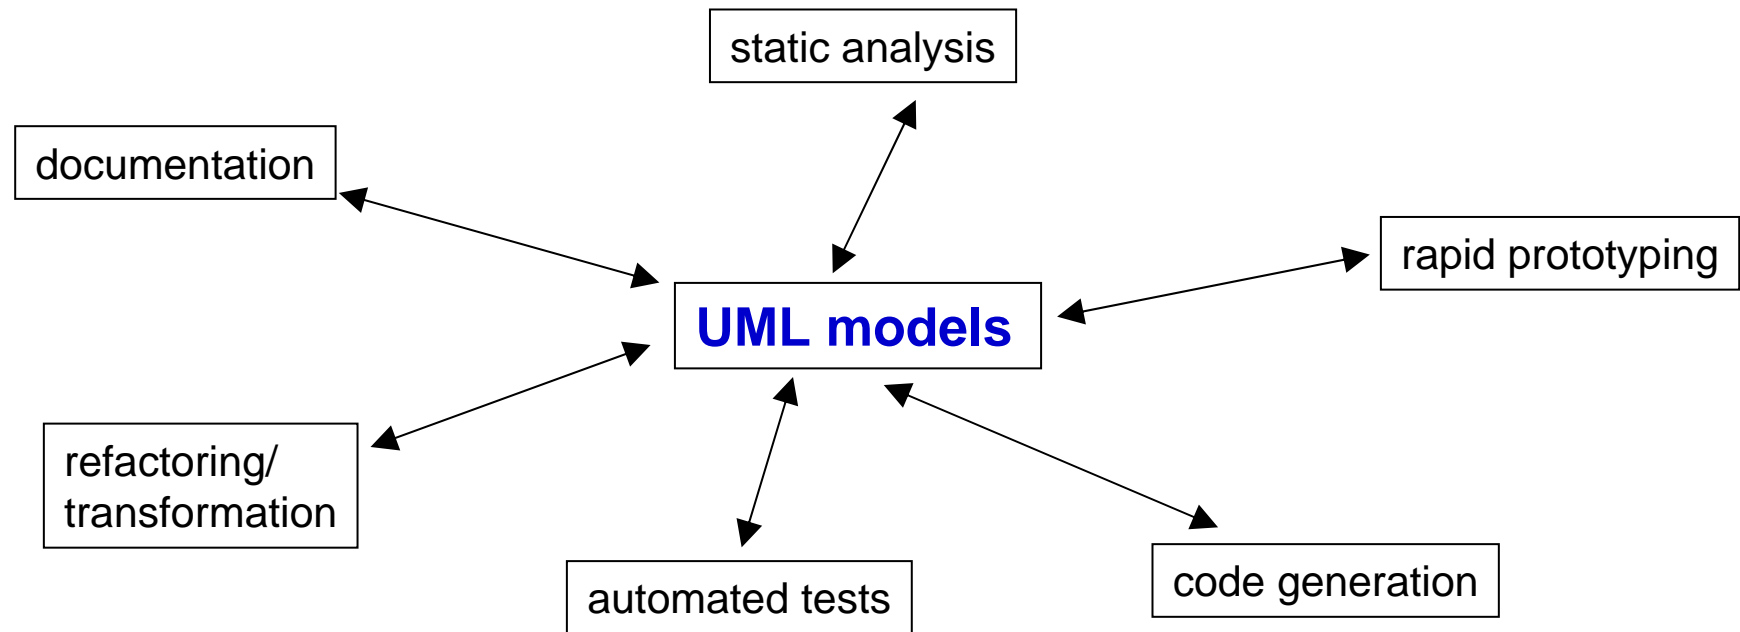 static analysis
documentation
rapid prototyping
UML models
refactoring/
transformation
code generation
automated tests